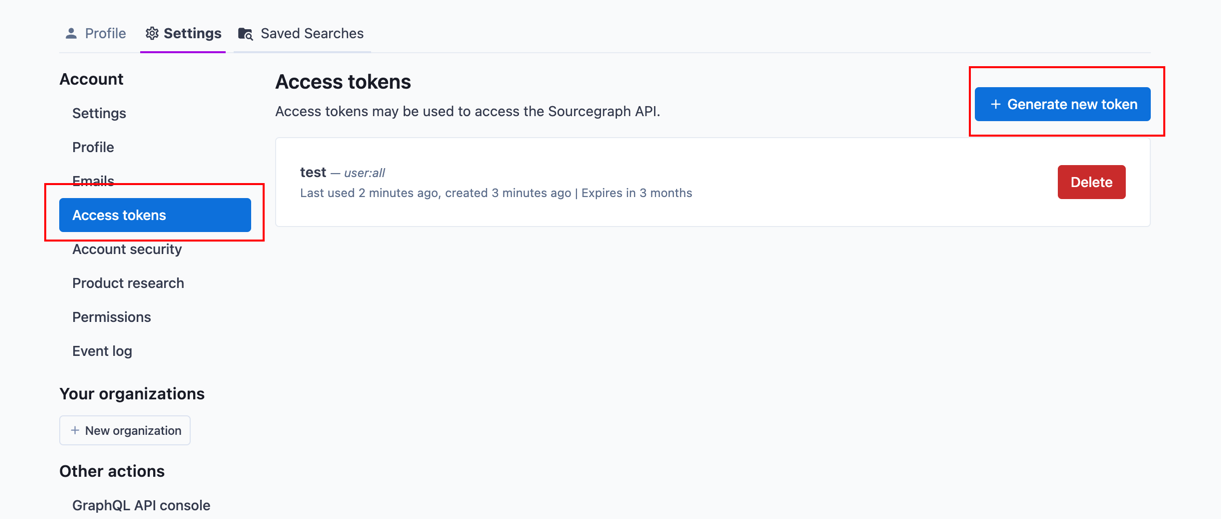 Profile Settings Saved Searches
Account
Settings
Profile
Emails
Access tokens
Account security
Product research
Permissions
Event log
Your organizations
+ New organization
Other actions
GraphQL API console
Access tokens
Access tokens may be used to access the Sourcegraph API.
+ Generate new token
test — user:all
Last used 2 minutes ago, created 3 minutes ago | Expires in 3 months
Delete